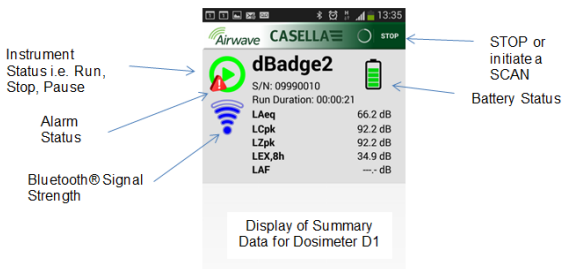 13:35
Airwave CASELLA STOP
Instrument
Status i.e. Run,
Stop, Pause
Alarm
Status
Bluetooth® Signal
Strength
dBadge2
S/N: 09990010
Run Duration: 00:00:21
LAeq 66.2 dB
LCpk 92.2 dB
LZpk 92.2 dB
LEX,8h 34.9 dB
LAF ---.- dB
STOP or
initiate a
SCAN
Battery Status
Display of Summary
Data for Dosimeter D1